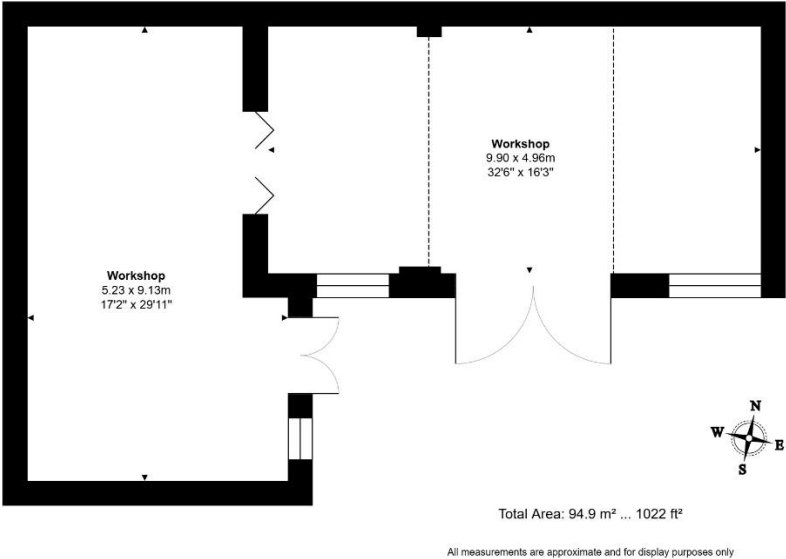 Workshop
9.90 x 4.96m
32'6" x 16'3"
Workshop
5.23 x 9.13m
17'2" x 29'11"
N
W
E
S
Total Area: 94.9 m² ... 1022 ft²
All measurements are approximate and for display purposes only